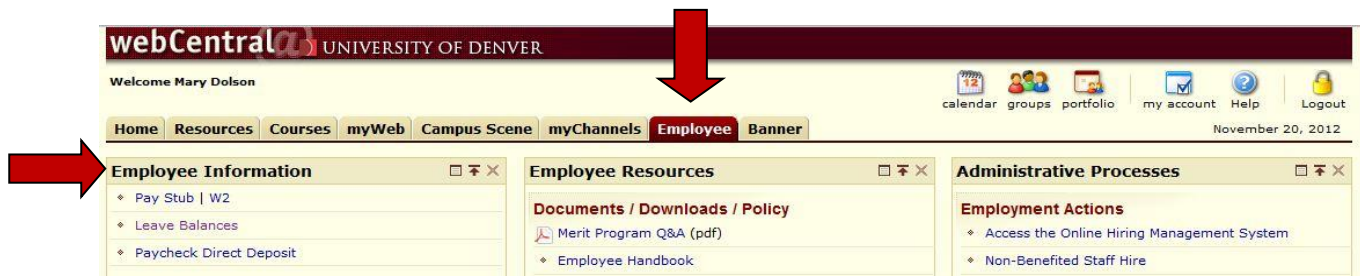 webCentral@) UNIVERSITY OF DENVER
Welcome Mary Dolson
12
calendar groups portfolio my account Help Logout
Home Resources Courses myWeb Campus Scene myChannels Employee Banner
November 20, 2012
Employee Information
Pay Stub | W2
Leave Balances
Paycheck Direct Deposit
Employee Resources
Documents / Downloads / Policy
Merit Program Q&A (pdf)
Employee Handbook
Administrative Processes
Employment Actions
Access the Online Hiring Management System
Non-Benefited Staff Hire